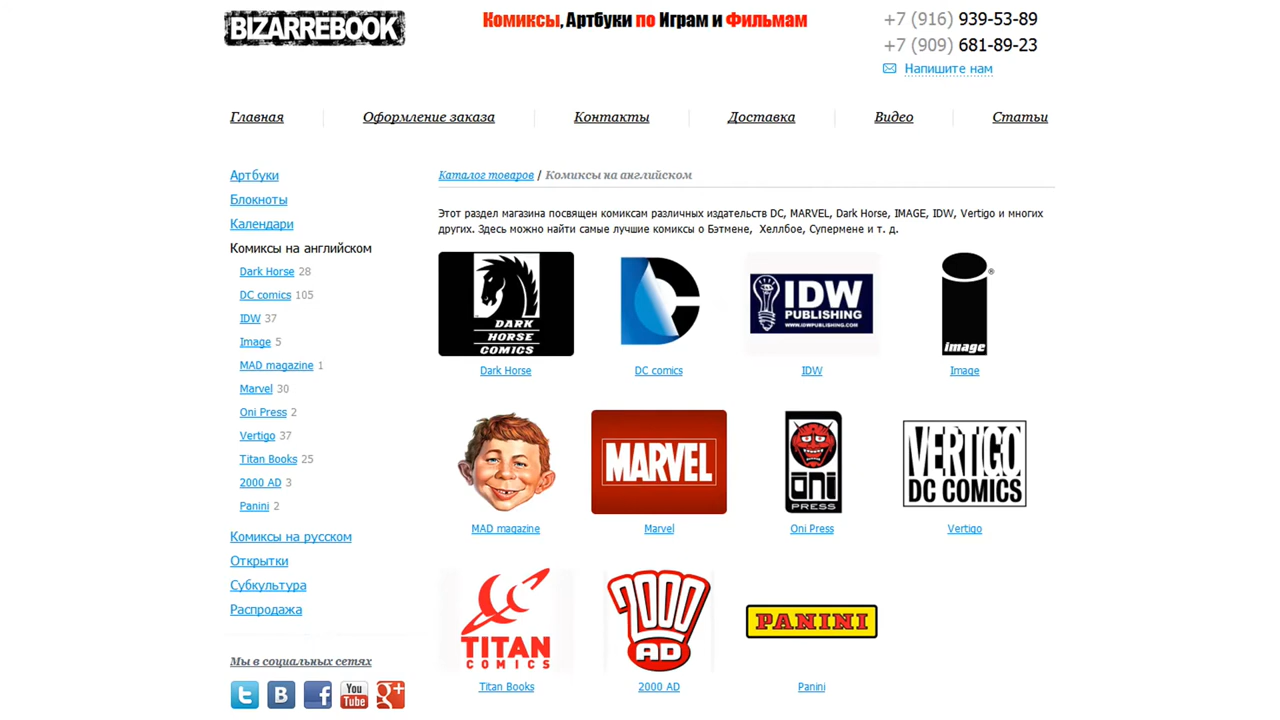 BIZARREBOOK
Комиксы, Артбуки по Играм и Фильмам
+7 (916) 939-53-89
+7 (909) 681-89-23
Напишите нам
Главная
Оформление заказа
Контакты
Доставка
Видео
Статьи
Артбуки
Блокноты
Календари
Комиксы на английском
Dark Horse 28
DC comics 105
IDW 37
Image 5
MAD magazine 1
Marvel 30
Oni Press 2
Vertigo 37
Titan Books 25
2000 AD 3
Panini 2
Комиксы на русском
Открытки
Субкультура
Распродажа
Мы в социальных сетях
You
Tube
Каталог товаров / Комиксы на английском
Этот раздел магазина посвящен комиксам различных издательств DC, MARVEL, Dark Horse, IMAGE, IDW, Vertigo и многих
других. Здесь можно найти самые лучшие комиксы о Бэтмене, Хеллбое, Супермене и т. д.
DARK
HORSE
COMICS
Dark Horse
DC comics
IDW
PUBLISHING
WWW.IDWPUBLISHING.COM
IDW
image
Image
MAD magazine
MARVEL
Marvel
ONI
PRESS
Oni Press
VERTIGO
DC COMICS
Vertigo
TITAN
COMICS
Titan Books
2000
AD
2000 AD
PANINI
Panini